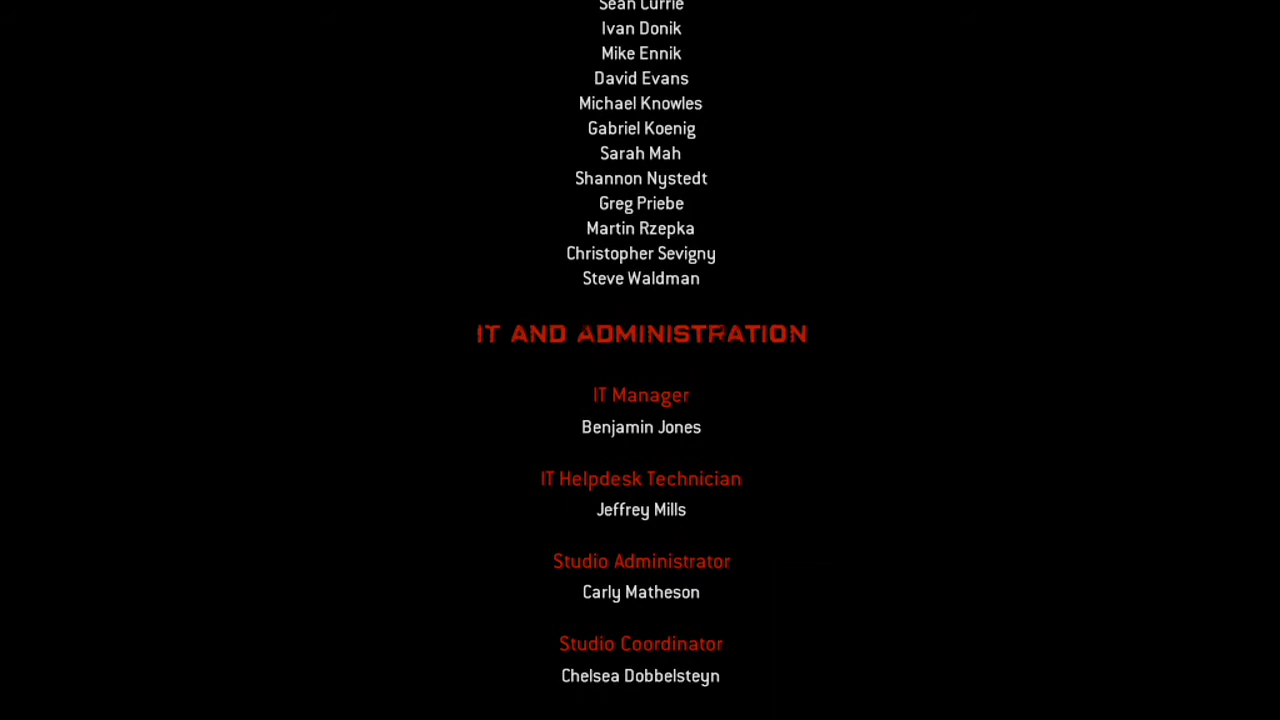 Sean Currie
Ivan Donik
Mike Ennik
David Evans
Michael Knowles
Gabriel Koenig
Sarah Mah
Shannon Nystedt
Greg Priebe
Martin Rzepka
Christopher Sevigny
Steve Waldman
IT AND ADMINISTRATION
IT Manager
Benjamin Jones
IT Helpdesk Technician
Jeffrey Mills
Studio Administrator
Carly Matheson
Studio Coordinator
Chelsea Dobbelsteyn